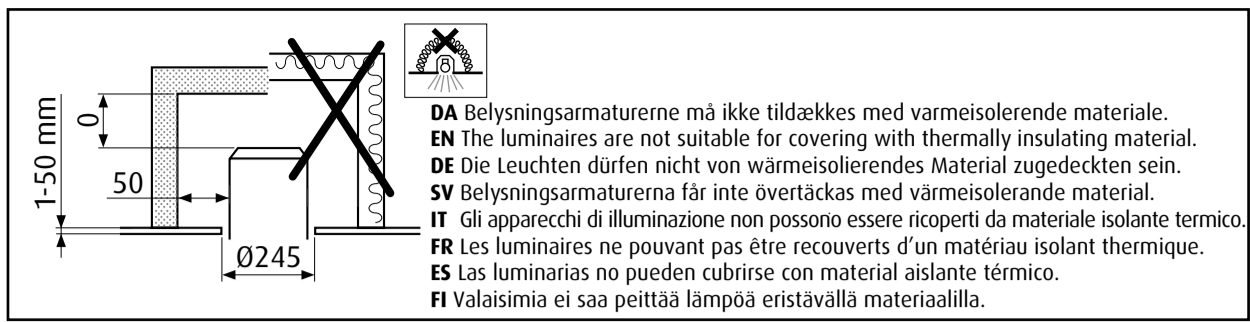 1-50 mm
0
50
Ø245
DA Belysningsarmaturerne må ikke tildækkes med varmeisolerende materiale.
EN The luminaires are not suitable for covering with thermally insulating material.
DE Die Leuchten dürfen nicht von wärmeisolierendes Material zugedeckten sein.
SV Belysningsarmaturerna får inte övertäckas med värmeisolerande material.
IT Gli apparecchi di illuminazione non possono essere ricoperti da materiale isolante termico.
FR Les luminaires ne pouvant pas être recouverts d'un matériau isolant thermique.
ES Las luminarias no pueden cubrirse con material aislante térmico.
FI Valaisimia ei saa peittää lämpöä eristävällä materiaalilla.